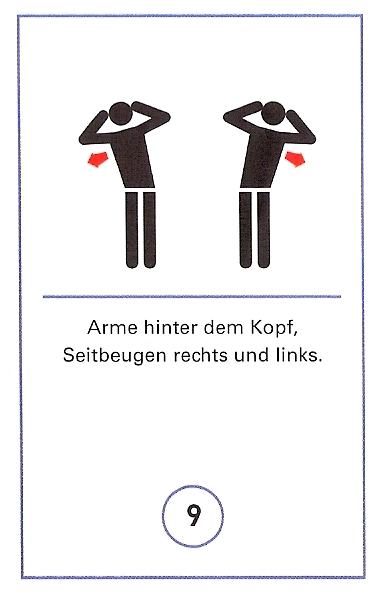 Arme hinter dem Kopf,
Seitbeugen rechts und links.
9